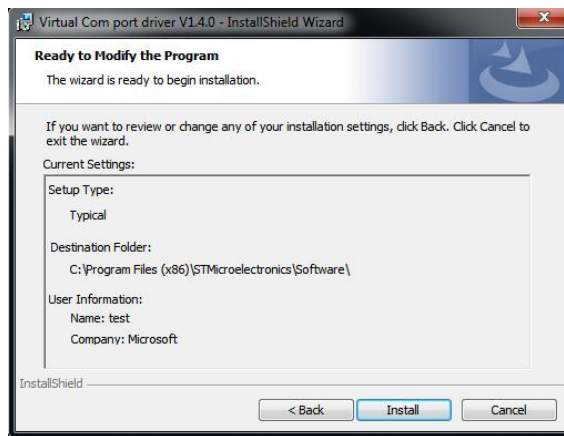 Virtual Com port driver V1.4.0 - InstallShield Wizard
Ready to Modify the Program
The wizard is ready to begin installation.
If you want to review or change any of your installation settings, click Back. Click Cancel to
exit the wizard.
Current Settings:
Setup Type:
Typical
Destination Folder:
C:\Program Files (x86)\STMicroelectronics\Software\
User Information:
Name: test
Company: Microsoft
InstallShield
< Back
Install
Cancel